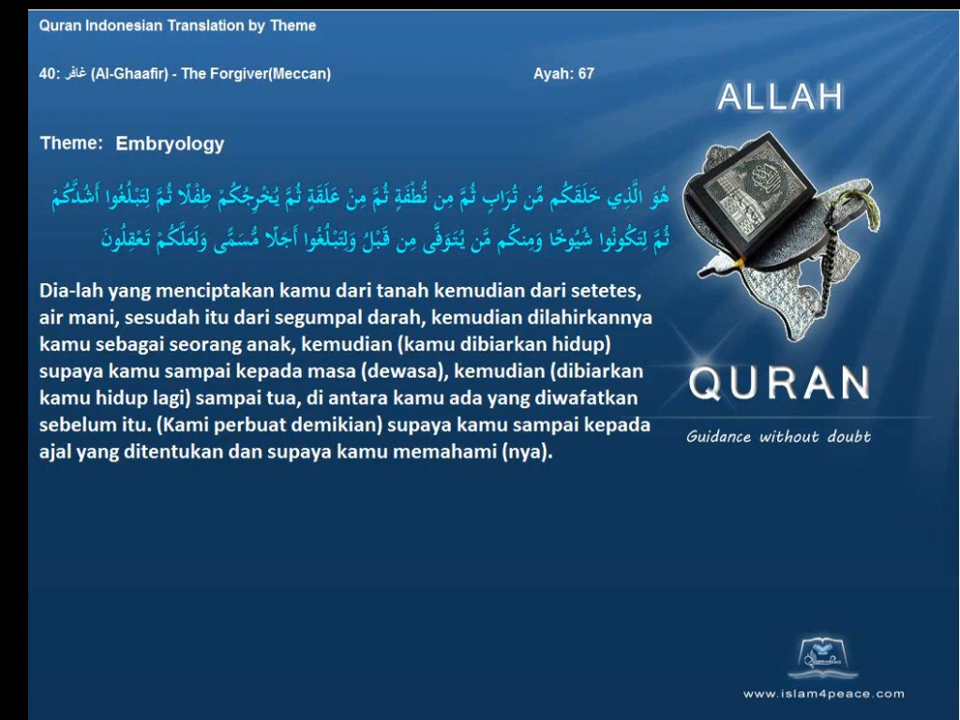 Quran Indonesian Translation by Theme
40: غافر (Al-Ghaafir) - The Forgiver(Meccan)
Ayah: 67
Theme: Embryology
هُوَ الَّذِي خَلَقَكُم مِّن تُرَابٍ ثُمَّ مِن نُّطْفَةٍ ثُمَّ مِنْ عَلَقَةٍ ثُمَّ يُخْرِجُكُمْ طِفْلًا ثُمَّ لِتَبْلُغُوا أَشُدَّكُمْ
ثُمَّ لِتَكُونُوا شُيُوخًا وَمِنكُم مَّن يُتَوَفَّى مِن قَبْلُ وَلِتَبْلُغُوا أَجَلًا مُّسَمًّى وَلَعَلَّكُمْ تَعْقِلُونَ
Dia-lah yang menciptakan kamu dari tanah kemudian dari setetes,
air mani, sesudah itu dari segumpal darah, kemudian dilahirkannya
kamu sebagai seorang anak, kemudian (kamu dibiarkan hidup)
supaya kamu sampai kepada masa (dewasa), kemudian (dibiarkan
kamu hidup lagi) sampai tua, di antara kamu ada yang diwafatkan
sebelum itu. (Kami perbuat demikian) supaya kamu sampai kepada
ajal yang ditentukan dan supaya kamu memahami (nya).
ALLAH
QURAN
Guidance without doubt
www.islam4peace.com